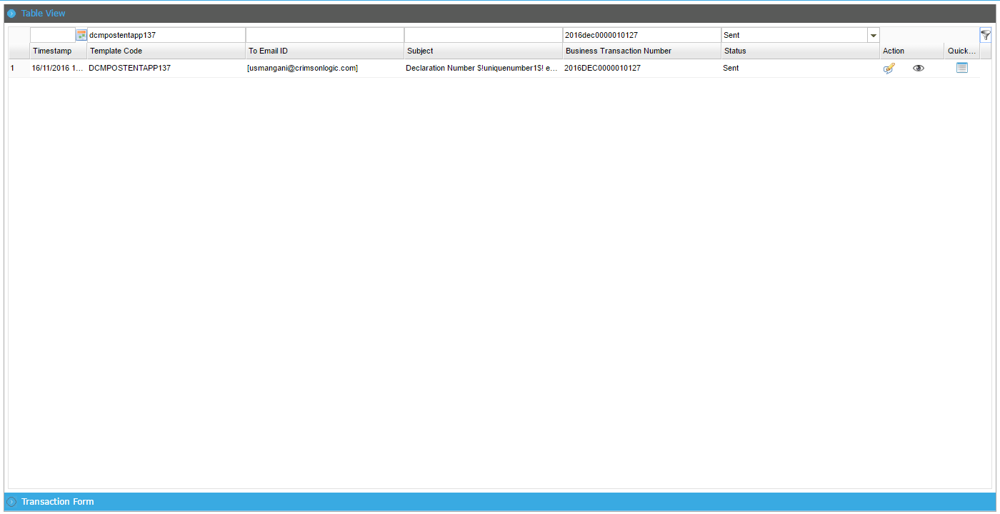 Table View
dcmpostentapp137 2016dec0000010127 Sent
Timestamp Template Code To Email ID Subject Business Transaction Number Status Action Quick...
1 16/11/2016 1... DCMPOSTENTAPP137 [usmangani@crimsonlogic.com] Declaration Number $!uniquenumber1$! e... 2016DEC0000010127 Sent
Transaction Form